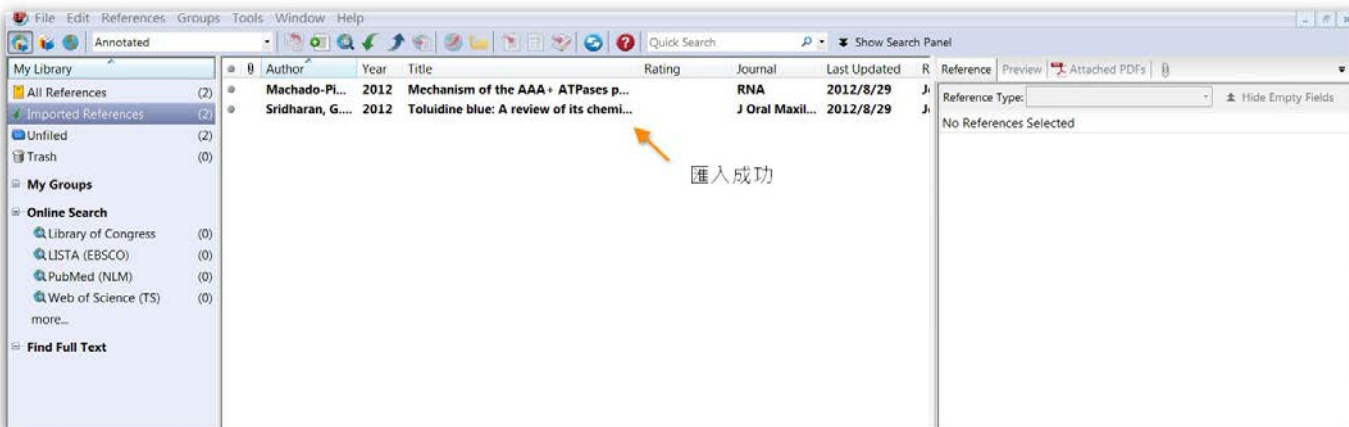 File Edit References Groups Tools Window Help
Annotated Quick Search Show Search Panel
My Library
All References (2)
Imported References (2)
Unfiled (2)
Trash (0)
My Groups
Online Search
Library of Congress (0)
LISTA (EBSCO) (0)
PubMed (NLM) (0)
Web of Science (TS) (0)
more...
Find Full Text
Author Year Title Rating Journal Last Updated R
Machado-Pi... 2012 Mechanism of the AAA+ ATPases p... RNA 2012/8/29 J
Sridharan, G.... 2012 Toluidine blue: A review of its chemi... J Oral Maxil... 2012/8/29 J
匯入成功
Reference Preview Attached PDFs
Reference Type: Hide Empty Fields
No References Selected